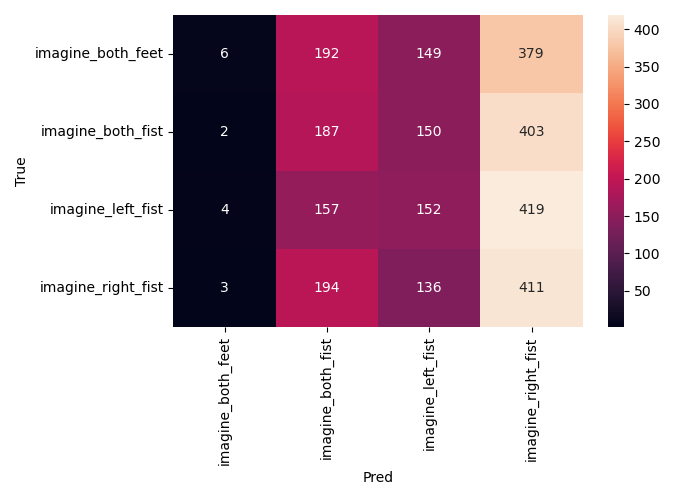 imagine_both_feet 6 192 149 379
imagine_both_fist 2 187 150 403
imagine_left_fist 4 157 152 419
imagine_right_fist 3 194 136 411
True
imagine_both_feet
imagine_both_fist
imagine_left_fist
imagine_right_fist
Pred
400
350
300
250
200
150
100
50